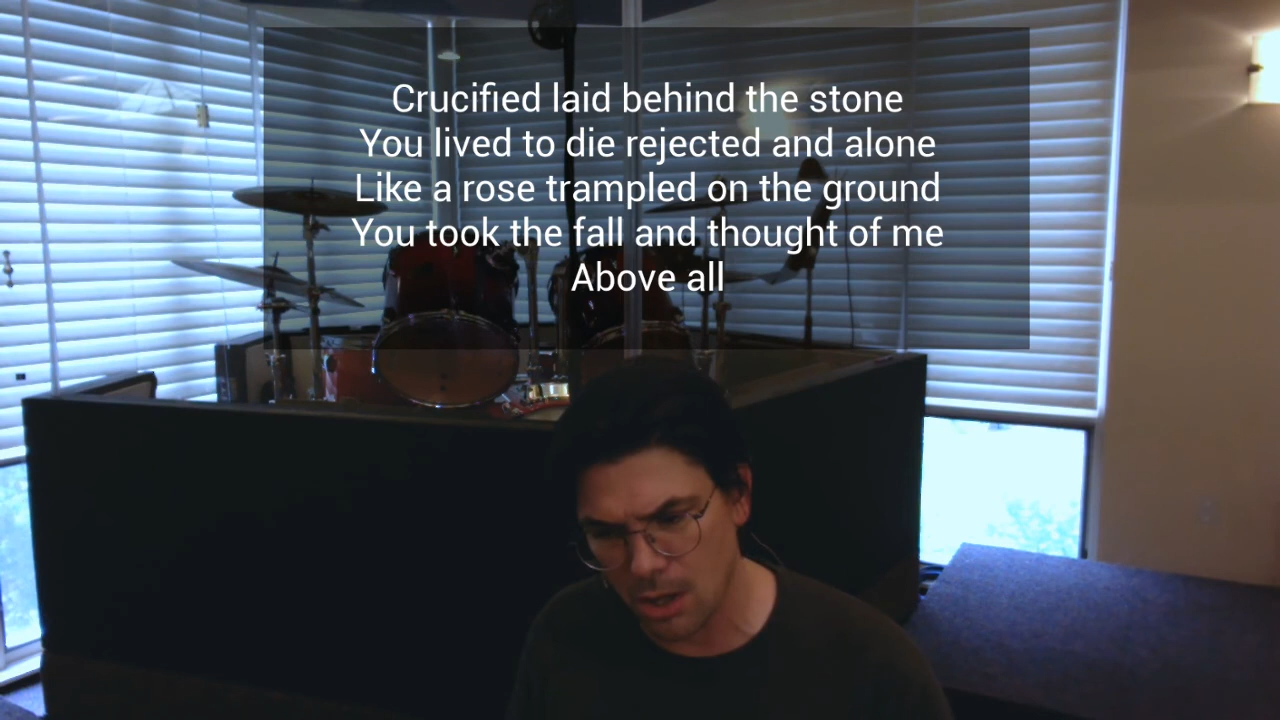 Crucified laid behind the stone
You lived to die rejected and alone
Like a rose trampled on the ground
You took the fall and thought of me
Above all